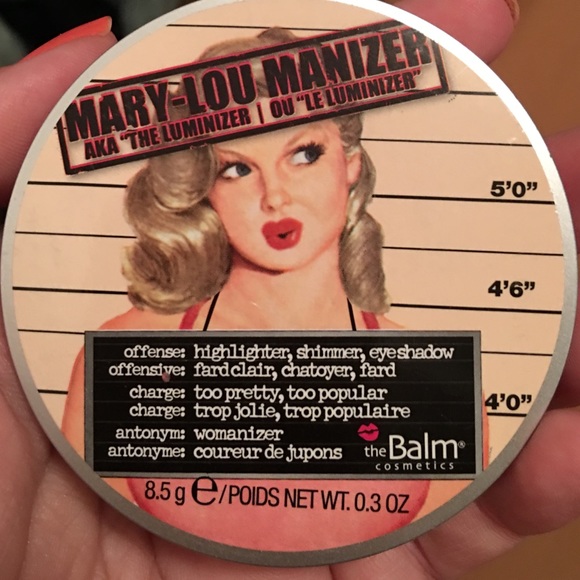 MARY-LOU MANIZER
AKA "THE LUMINIZER | OU "LE LUMINIZER"
5'0"
4'6"
4'0"
offense: highlighter, shimmer, eyeshadow
offensive: fard clair, chatoyer, fard
charge: too pretty, too popular
charge: trop jolie, trop populaire
antonym: womanizer
antonyme: coureur de jupons
theBalm®
cosmetics
8.5 g e/POIDS NET WT. 0.3 OZ